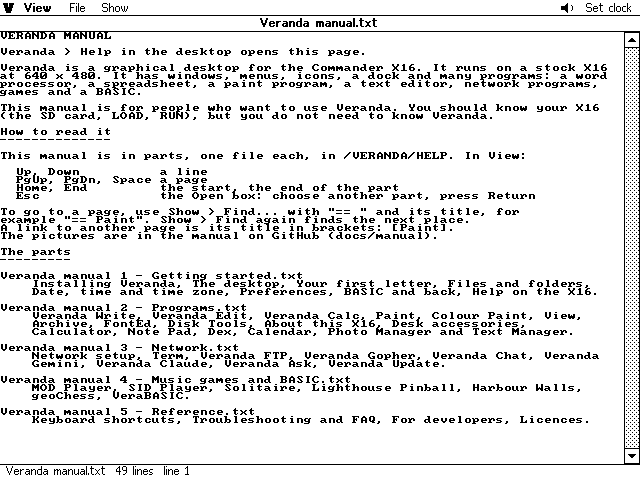 View File Show Set clock
Veranda manual.txt
VERANDA MANUAL
Veranda > Help in the desktop opens this page.
Veranda is a graphical desktop for the Commander X16. It runs on a stock X16
at 640 x 480. It has windows, menus, icons, a dock and many programs: a word
processor, a spreadsheet, a paint program, a text editor, network programs,
games and a BASIC.
This manual is for people who want to use Veranda. You should know your X16
(the SD card, LOAD, RUN), but you do not need to know Veranda.
How to read it
--------------
This manual is in parts, one file each, in /VERANDA/HELP. In View:
Up, Down a line
PgUp, PgDn, Space a page
Home, End the start, the end of the part
Esc the Open box: choose another part, press Return
To go to a page, use Show > Find... with "== " and its title, for
example "== Paint". Show > Find again finds the next place.
A link to another page is its title in brackets: [Paint].
The pictures are in the manual on GitHub (docs/manual).
The parts
---------
Veranda manual 1 - Getting started.txt
Installing Veranda, The desktop, Your first letter, Files and folders,
Date, time and time zone, Preferences, BASIC and back, Help on the X16.
Veranda manual 2 - Programs.txt
Veranda Write, Veranda Edit, Veranda Calc, Paint, Colour Paint, View,
Archive, FontEd, Disk Tools, About this X16, Desk accessories,
Calculator, Note Pad, Dex, Calendar, Photo Manager and Text Manager.
Veranda manual 3 - Network.txt
Network setup, Term, Veranda FTP, Veranda Gopher, Veranda Chat, Veranda
Gemini, Veranda Claude, Veranda Ask, Veranda Update.
Veranda manual 4 - Music games and BASIC.txt
MOD Player, SID Player, Solitaire, Lighthouse Pinball, Harbour Walls,
geoChess, VeraBASIC.
Veranda manual 5 - Reference.txt
Keyboard shortcuts, Troubleshooting and FAQ, For developers, Licences.
Veranda manual.txt 49 lines line 1